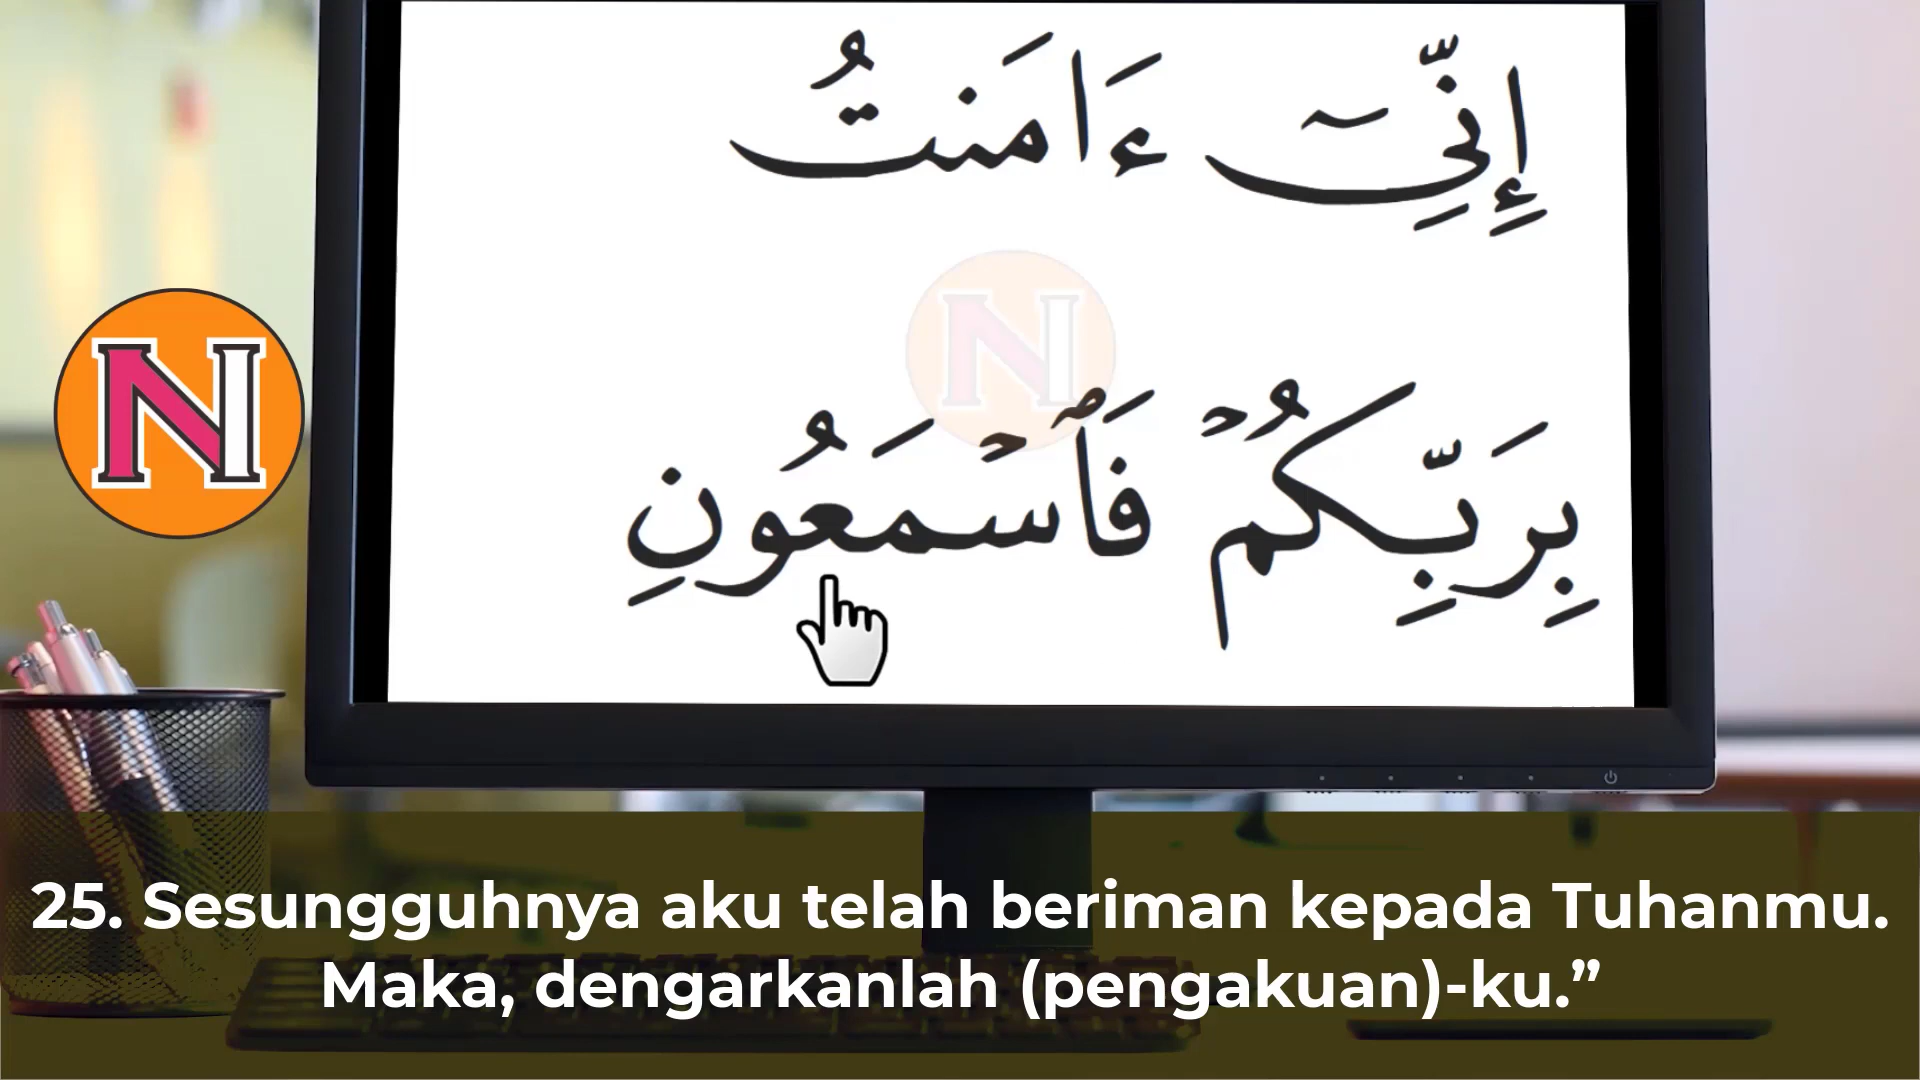 إِنِّىٓ ءَامَنتُ
بِرَبِّكُمْ فَٱسْمَعُونِ
N
N
25. Sesungguhnya aku telah beriman kepada Tuhanmu.
Maka, dengarkanlah (pengakuan)-ku.”